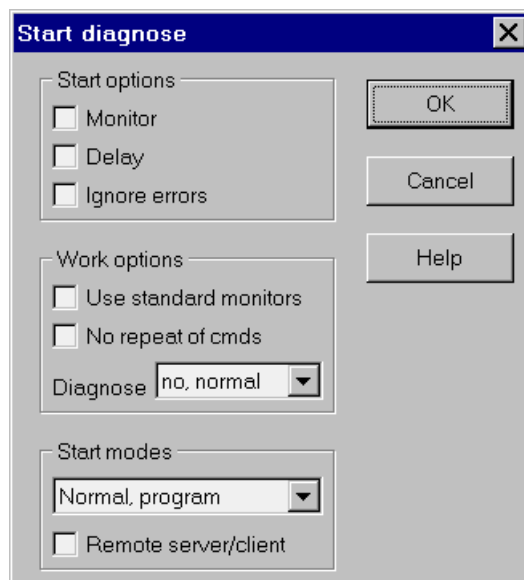 Start diagnose
Start options
Monitor
Delay
Ignore errors
OK
Cancel
Help
Work options
Use standard monitors
No repeat of cmds
Diagnose no, normal
Start modes
Normal, program
Remote server/client